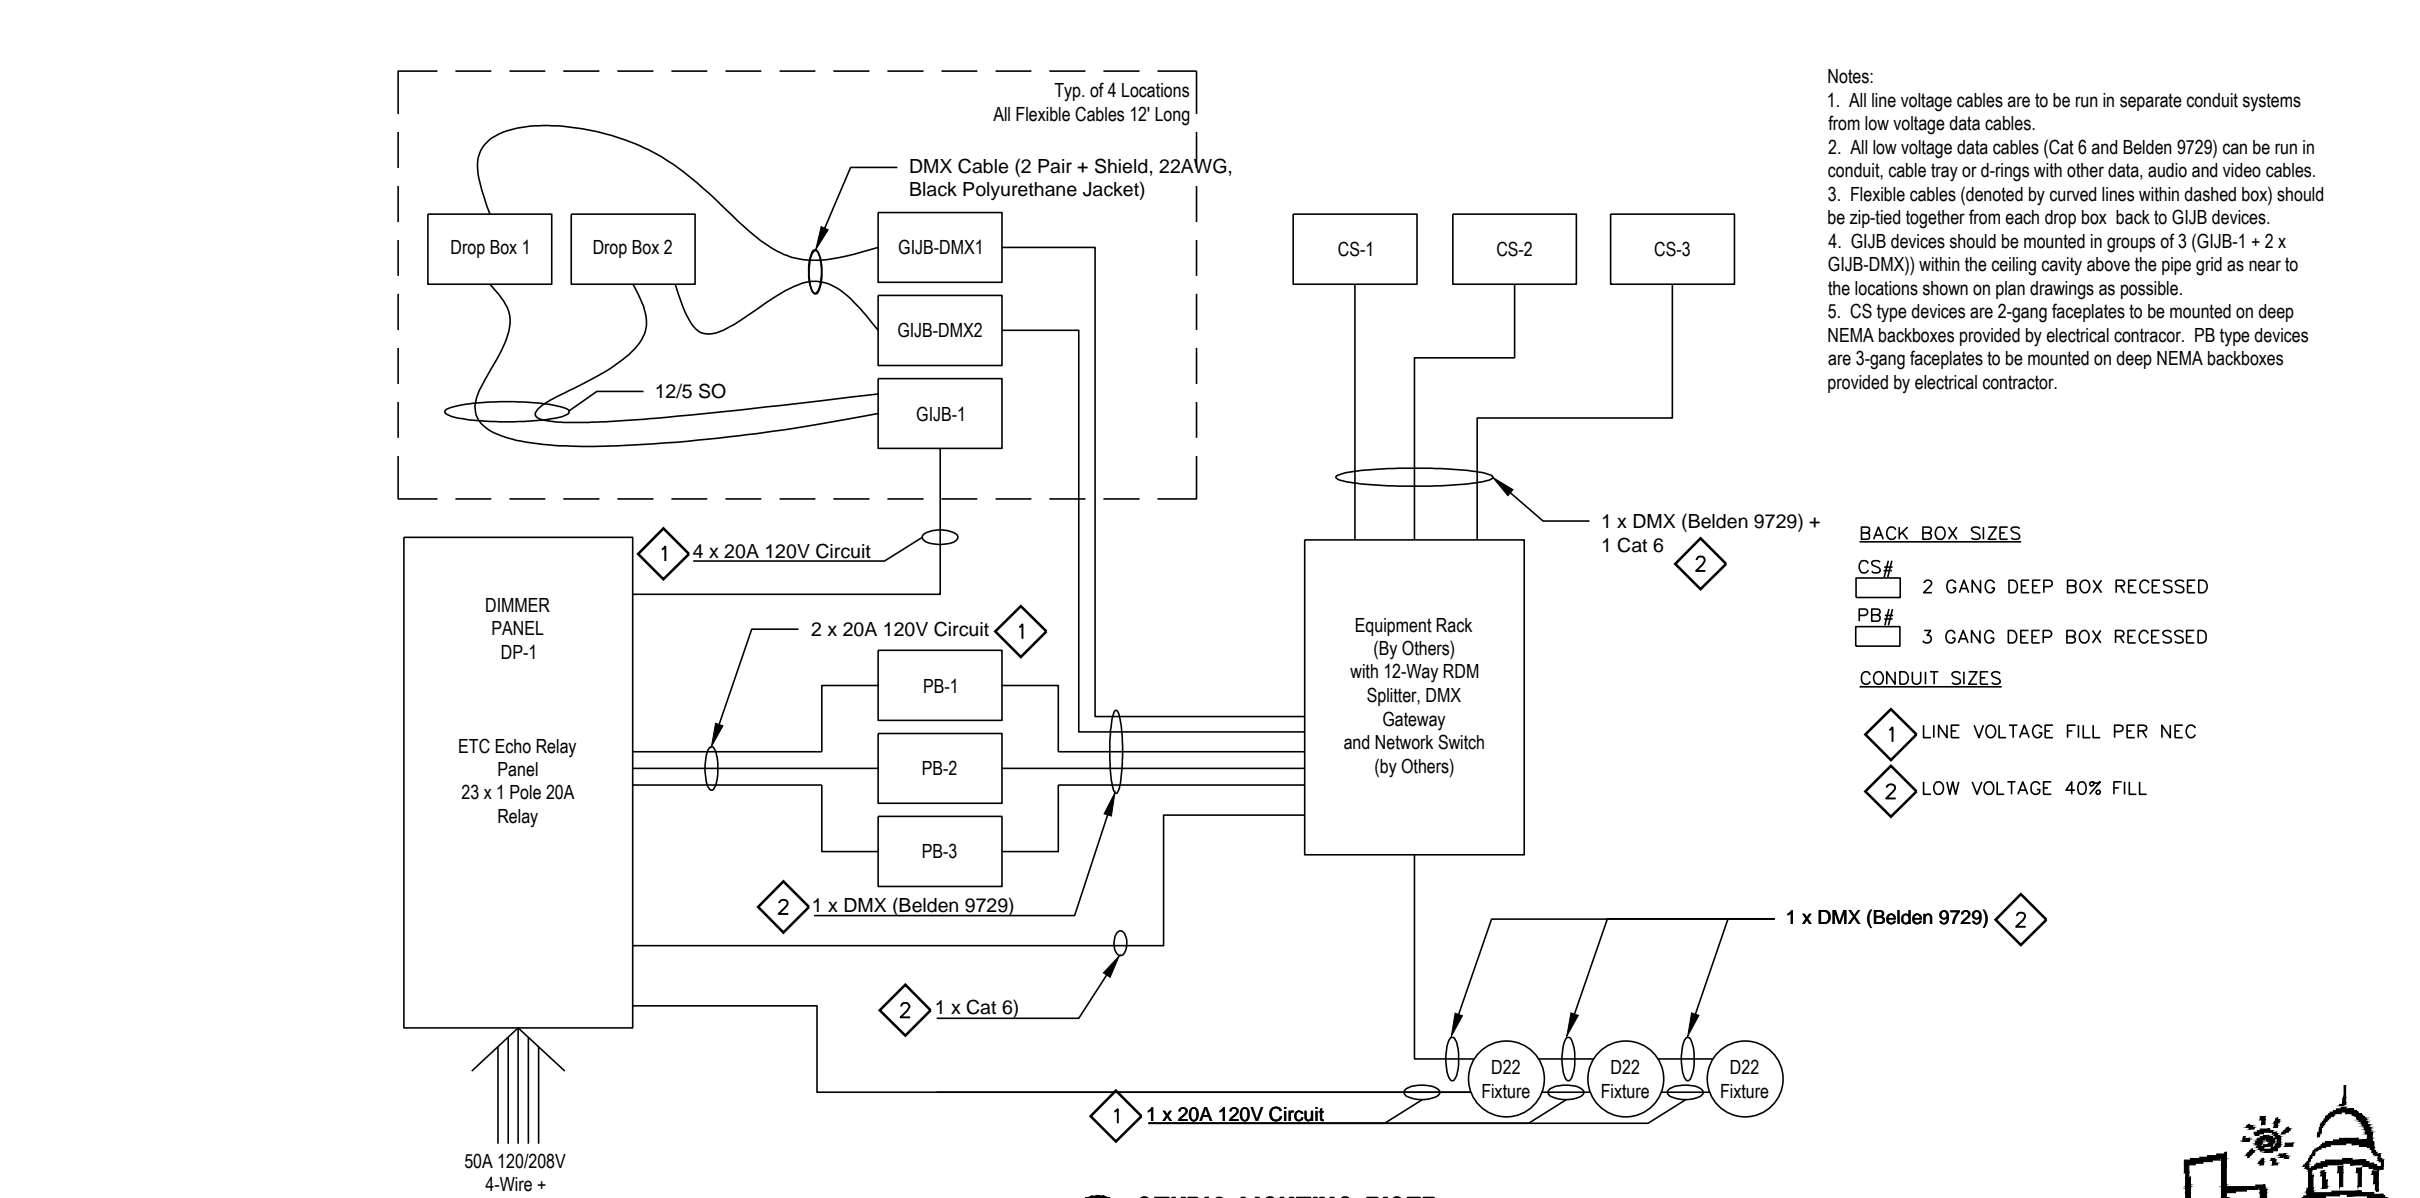 Typ. of 4 Locations
All Flexible Cables 12' Long
DMX Cable (2 Pair + Shield, 22AWG,
Black Polyurethane Jacket)
Drop Box 1
Drop Box 2
GIJB-DMX1
GIJB-DMX2
GIJB-1
12/5 SO
CS-1
CS-2
CS-3
Notes:
1. All line voltage cables are to be run in separate conduit systems
from low voltage data cables.
2. All low voltage data cables (Cat 6 and Belden 9729) can be run in
conduit, cable tray or d-rings with other data, audio and video cables.
3. Flexible cables (denoted by curved lines within dashed box) should
be zip-tied together from each drop box back to GIJB devices.
4. GIJB devices should be mounted in groups of 3 (GIJB-1 + 2 x
GIJB-DMX)) within the ceiling cavity above the pipe grid as near to
the locations shown on plan drawings as possible.
5. CS type devices are 2-gang faceplates to be mounted on deep
NEMA backboxes provided by electrical contracor. PB type devices
are 3-gang faceplates to be mounted on deep NEMA backboxes
provided by electrical contractor.
1 4 x 20A 120V Circuit
1 x DMX (Belden 9729) +
1 Cat 6
2
BACK BOX SIZES
CS#
2 GANG DEEP BOX RECESSED
PB#
3 GANG DEEP BOX RECESSED
CONDUIT SIZES
1 LINE VOLTAGE FILL PER NEC
2 LOW VOLTAGE 40% FILL
DIMMER
PANEL
DP-1
ETC Echo Relay
Panel
23 x 1 Pole 20A
Relay
2 x 20A 120V Circuit 1
PB-1
PB-2
PB-3
Equipment Rack
(By Others)
with 12-Way RDM
Splitter, DMX
Gateway
and Network Switch
(by Others)
2 1 x DMX (Belden 9729)
2 1 x Cat 6)
1 x DMX (Belden 9729) 2
D22
Fixture
D22
Fixture
D22
Fixture
1 1 x 20A 120V Circuit
50A 120/208V
4-Wire +
STUDIO LIGHTING RISER